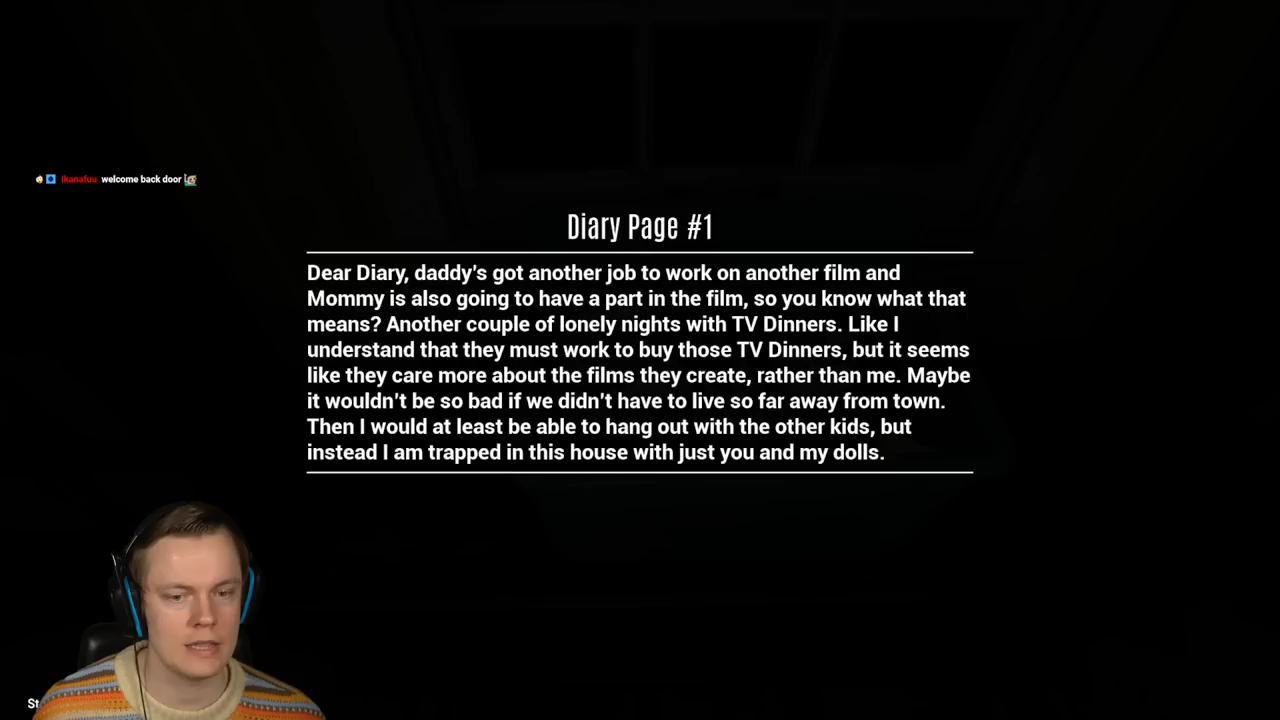 Ikanafuu welcome back door
Diary Page #1
Dear Diary, daddy's got another job to work on another film and
Mommy is also going to have a part in the film, so you know what that
means? Another couple of lonely nights with TV Dinners. Like I
understand that they must work to buy those TV Dinners, but it seems
like they care more about the films they create, rather than me. Maybe
it wouldn't be so bad if we didn't have to live so far away from town.
Then I would at least be able to hang out with the other kids, but
instead I am trapped in this house with just you and my dolls.
St